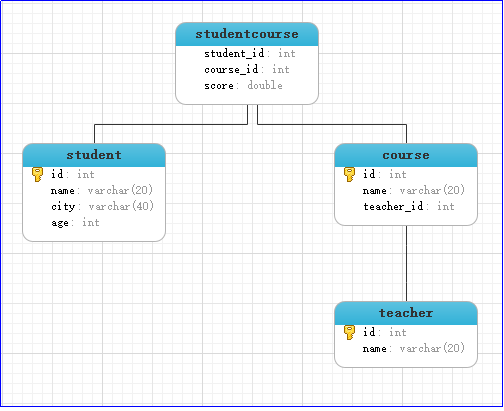 studentcourse
student_id: int
course_id: int
score: double
student
id: int
name: varchar(20)
city: varchar(40)
age: int
course
id: int
name: varchar(20)
teacher_id: int
teacher
id: int
name: varchar(20)